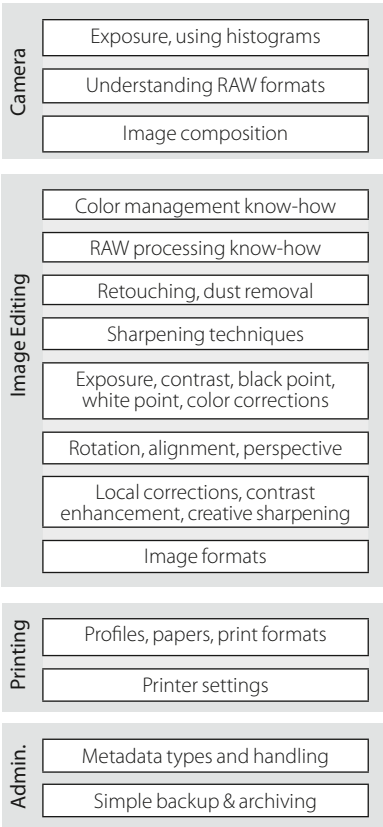 Camera
Exposure, using histograms
Understanding RAW formats
Image composition
Image Editing
Color management know-how
RAW processing know-how
Retouching, dust removal
Sharpening techniques
Exposure, contrast, black point,
white point, color corrections
Rotation, alignment, perspective
Local corrections, contrast
enhancement, creative sharpening
Image formats
Printing
Profiles, papers, print formats
Printer settings
Admin.
Metadata types and handling
Simple backup & archiving